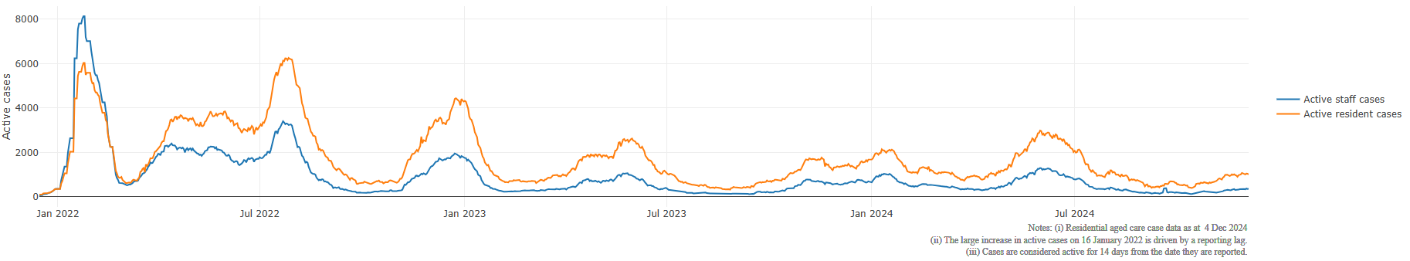 8000
6000
4000
2000
0
Active cases
Jan 2022
Jul 2022
Jan 2023
Jul 2023
Jan 2024
Jul 2024
Active staff cases
Active resident cases
Notes: (i) Residential aged care case data as at 4 Dec 2024
(ii) The large increase in active cases on 16 January 2022 is driven by a reporting lag.
(iii) Cases are considered active for 14 days from the date they are reported.